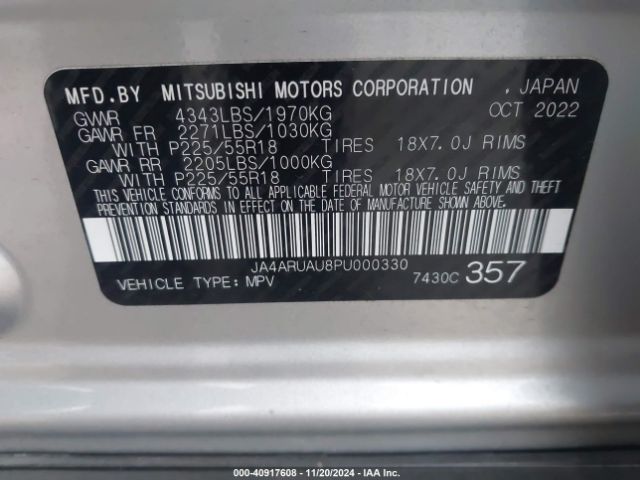 MFD.BY MITSUBISHI MOTORS CORPORATION . JAPAN
GVWR 4343LBS/1970KG OCT 2022
GAWR FR 2271LBS/1030KG
WITH P225/55R18 TIRES 18X7.0J RIMS
GAWR RR 2205LBS/1000KG
WITH P225/55R18 TIRES 18X7.0J RIMS
THIS VEHICLE CONFORMS TO ALL APPLICABLE FEDERAL MOTOR VEHICLE SAFETY AND THEFT
PREVENTION STANDARDS IN EFFECT ON THE DATE OF MANUFACTURE SHOWN ABOVE.
JA4ARUAU8PU000330
VEHICLE TYPE: MPV 7430C 357
000-40917608 - 11/20/2024 - IAAI.COM